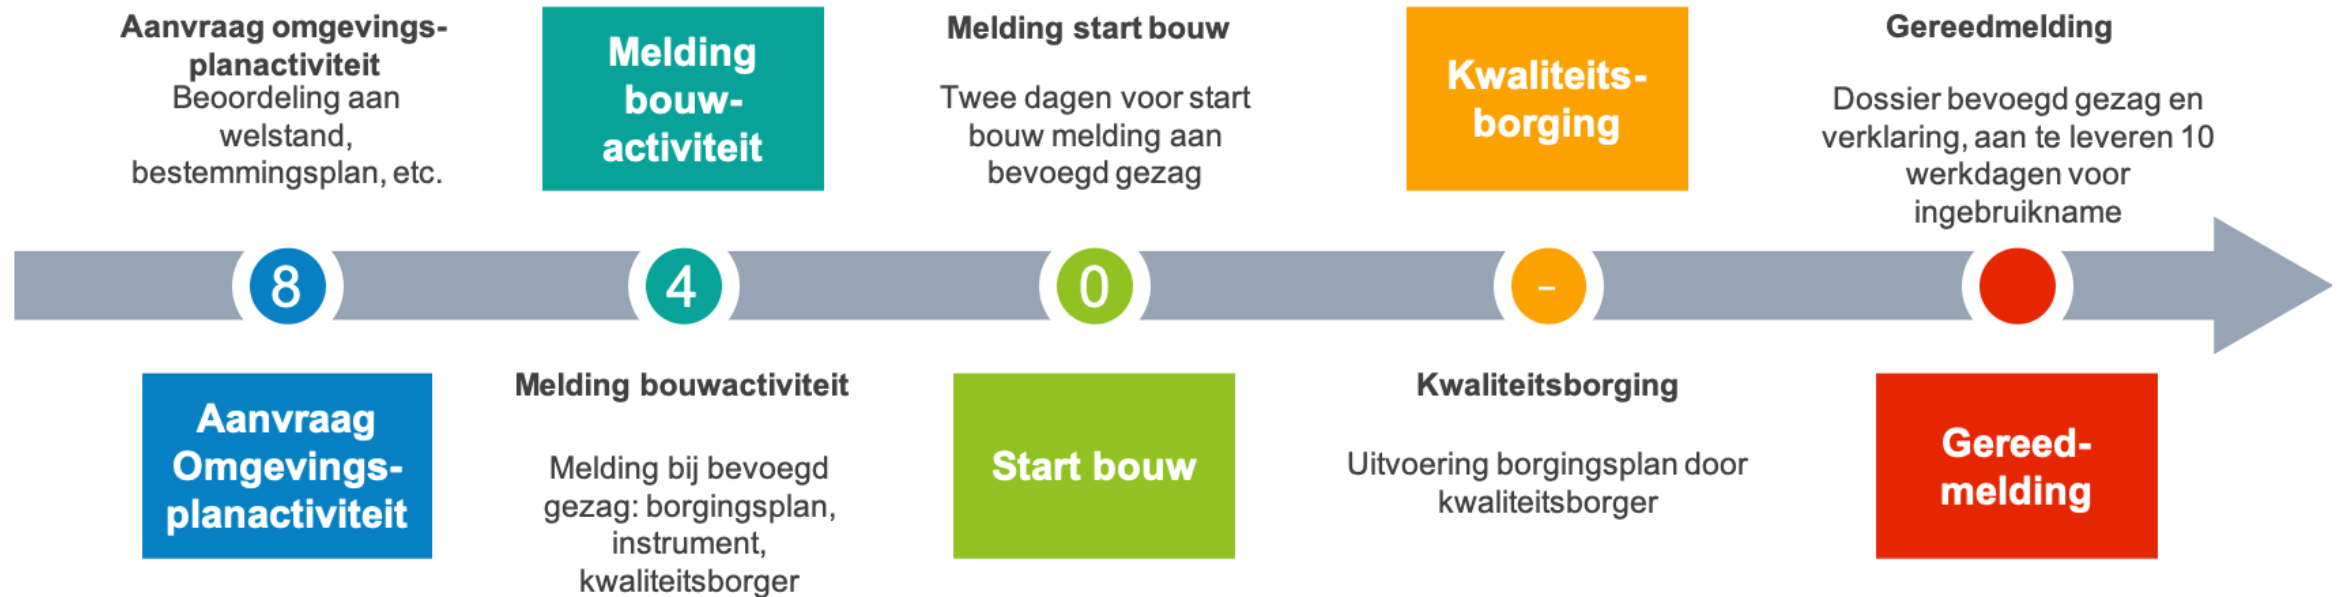 Aanvraag omgevings-
planactiviteit
Beoordeling aan
welstand,
bestemmingsplan, etc.
Melding
bouw-
activiteit
Melding start bouw
Twee dagen voor start
bouw melding aan
bevoegd gezag
Kwaliteits-
borging
Gereedmelding
Dossier bevoegd gezag en
verklaring, aan te leveren 10
werkdagen voor
ingebruikname
8
4
0
–
Aanvraag
Omgevings-
planactiviteit
Melding bouwactiviteit
Melding bij bevoegd
gezag: borgingsplan,
instrument,
kwaliteitsborger
Start bouw
Kwaliteitsborging
Uitvoering borgingsplan door
kwaliteitsborger
Gereed-
melding